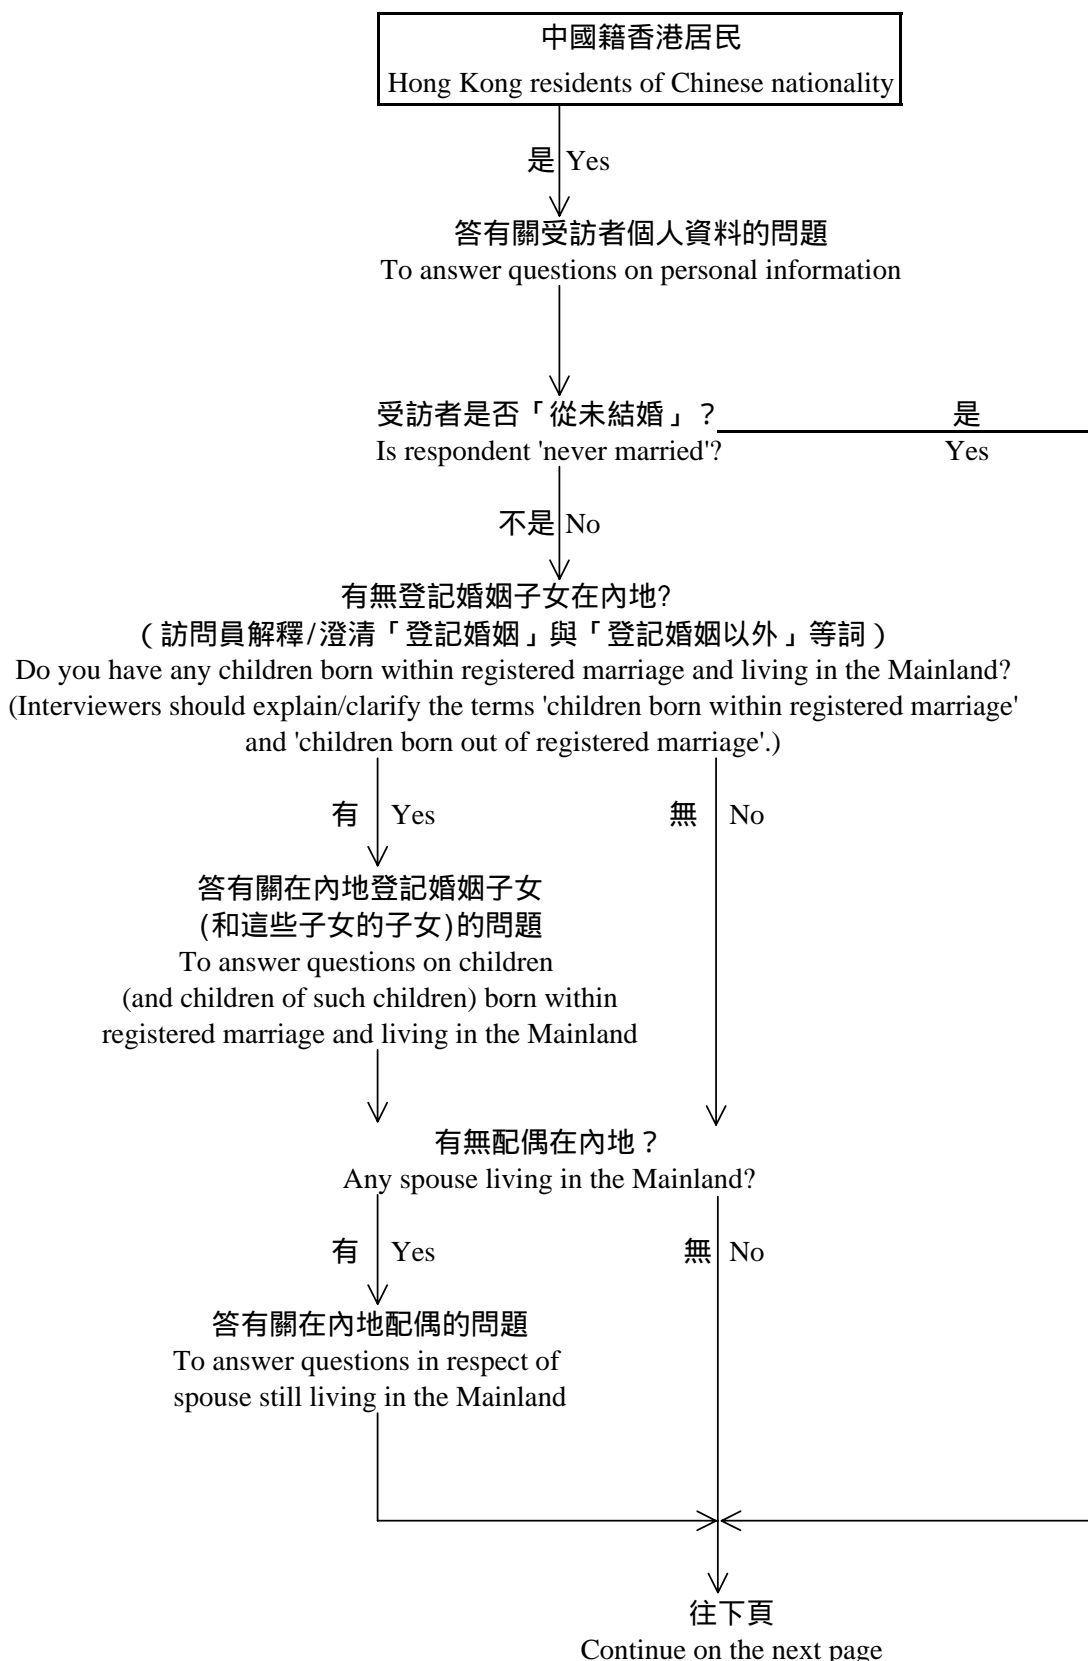 中國籍香港居民
Hong Kong residents of Chinese nationality
是 Yes
答有關受訪者個人資料的問題
To answer questions on personal information
受訪者是否「從未結婚」？ 是
Is respondent 'never married'? Yes
不是 No
有無登記婚姻子女在內地?
（訪問員解釋/澄清「登記婚姻」與「登記婚姻以外」等詞）
Do you have any children born within registered marriage and living in the Mainland?
(Interviewers should explain/clarify the terms 'children born within registered marriage'
and 'children born out of registered marriage'.)
有 Yes 無 No
答有關在內地登記婚姻子女
(和這些子女的子女)的問題
To answer questions on children
(and children of such children) born within
registered marriage and living in the Mainland
有無配偶在內地？
Any spouse living in the Mainland?
有 Yes 無 No
答有關在內地配偶的問題
To answer questions in respect of
spouse still living in the Mainland
往下頁
Continue on the next page